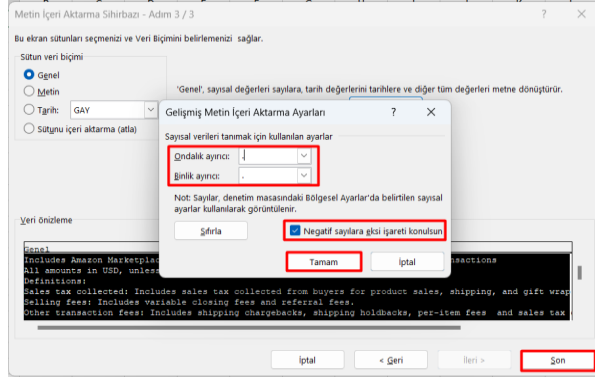 Metin İçeri Aktarma Sihirbazı - Adım 3 / 3
Bu ekran sütunları seçmenizi ve Veri Biçimini belirlemenizi sağlar.
Sütun veri biçimi
Genel
Metin
Tarih: GAY
Sütunu içeri aktarma (atla)
'Genel', sayısal değerleri sayılara, tarih değerlerini tarihlere ve diğer tüm değerleri metne dönüştürür.
Gelişmiş Metin İçeri Aktarma Ayarları
Sayısal verileri tanımak için kullanılan ayarlar
Ondalık ayırıcı:
Binlik ayırıcı: .
Not: Sayılar, denetim masasındaki Bölgesel Ayarlar'da belirtilen sayısal
ayarlar kullanılarak görüntülenir.
Sıfırla
Negatif sayılara eksi işareti konulsun
Tamam
İptal
Veri önizleme
Genel
Includes Amazon Marketplac nsactions
All amounts in USD, unless
Definitions:
Sales tax collected: Includes sales tax collected from buyers for product sales, shipping, and gift wrap
Selling fees: Includes variable closing fees and referral fees.
Other transaction fees: Includes shipping chargebacks, shipping holdbacks, per-item fees and sales tax
İptal
< Geri
İleri >
Son